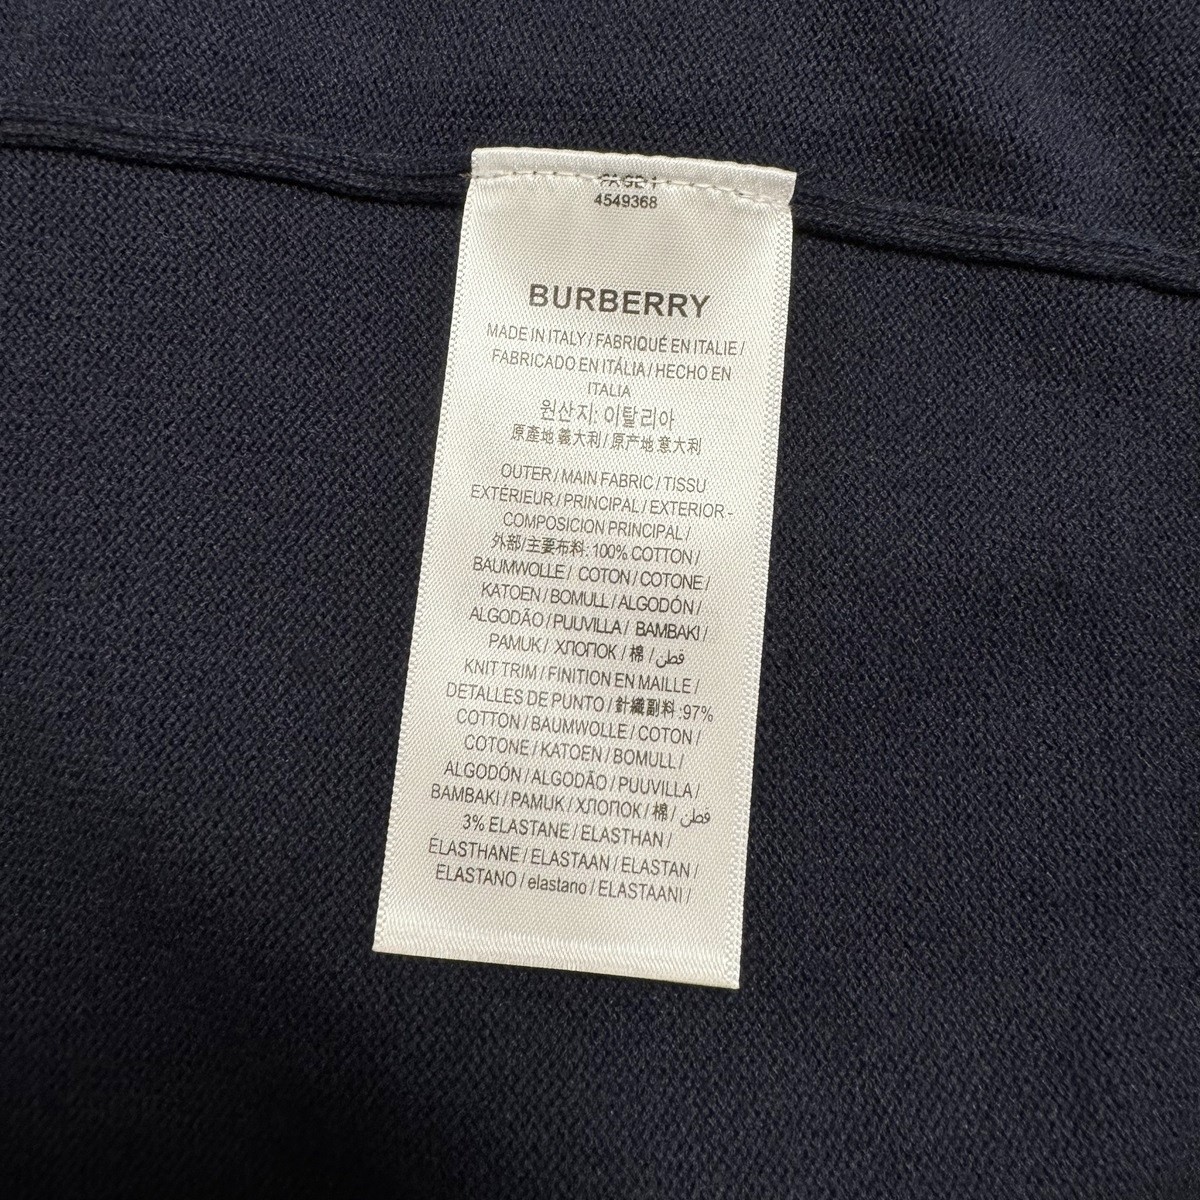 PAGE 1
4549368
BURBERRY
MADE IN ITALY / FABRIQUÉ EN ITALIE /
FABRICADO EN ITÁLIA / HECHO EN
ITALIA
원산지: 이탈리아
原產地 義大利 / 原产地 意大利
OUTER / MAIN FABRIC / TISSU
EXTÉRIEUR / PRINCIPAL / EXTERIOR -
COMPOSICION PRINCIPAL /
外部/主要布料: 100% COTTON /
BAUMWOLLE / COTON / COTONE /
KATOEN / BOMULL / ALGODÓN /
ALGODÃO / PUUVILLA / BAMBAKI /
PAMUK / ХЛОПОК / 棉 / قطن
KNIT TRIM / FINITION EN MAILLE /
DETALLES DE PUNTO / 針織副料 :97%
COTTON / BAUMWOLLE / COTON /
COTONE / KATOEN / BOMULL /
ALGODÓN / ALGODÃO / PUUVILLA /
BAMBAKI / PAMUK / ХЛОПОК / 棉 / قطن
3% ELASTANE / ELASTHAN /
ÉLASTHANE / ELASTAAN / ELASTAN /
ELASTANO / elastano / ELASTAANI /